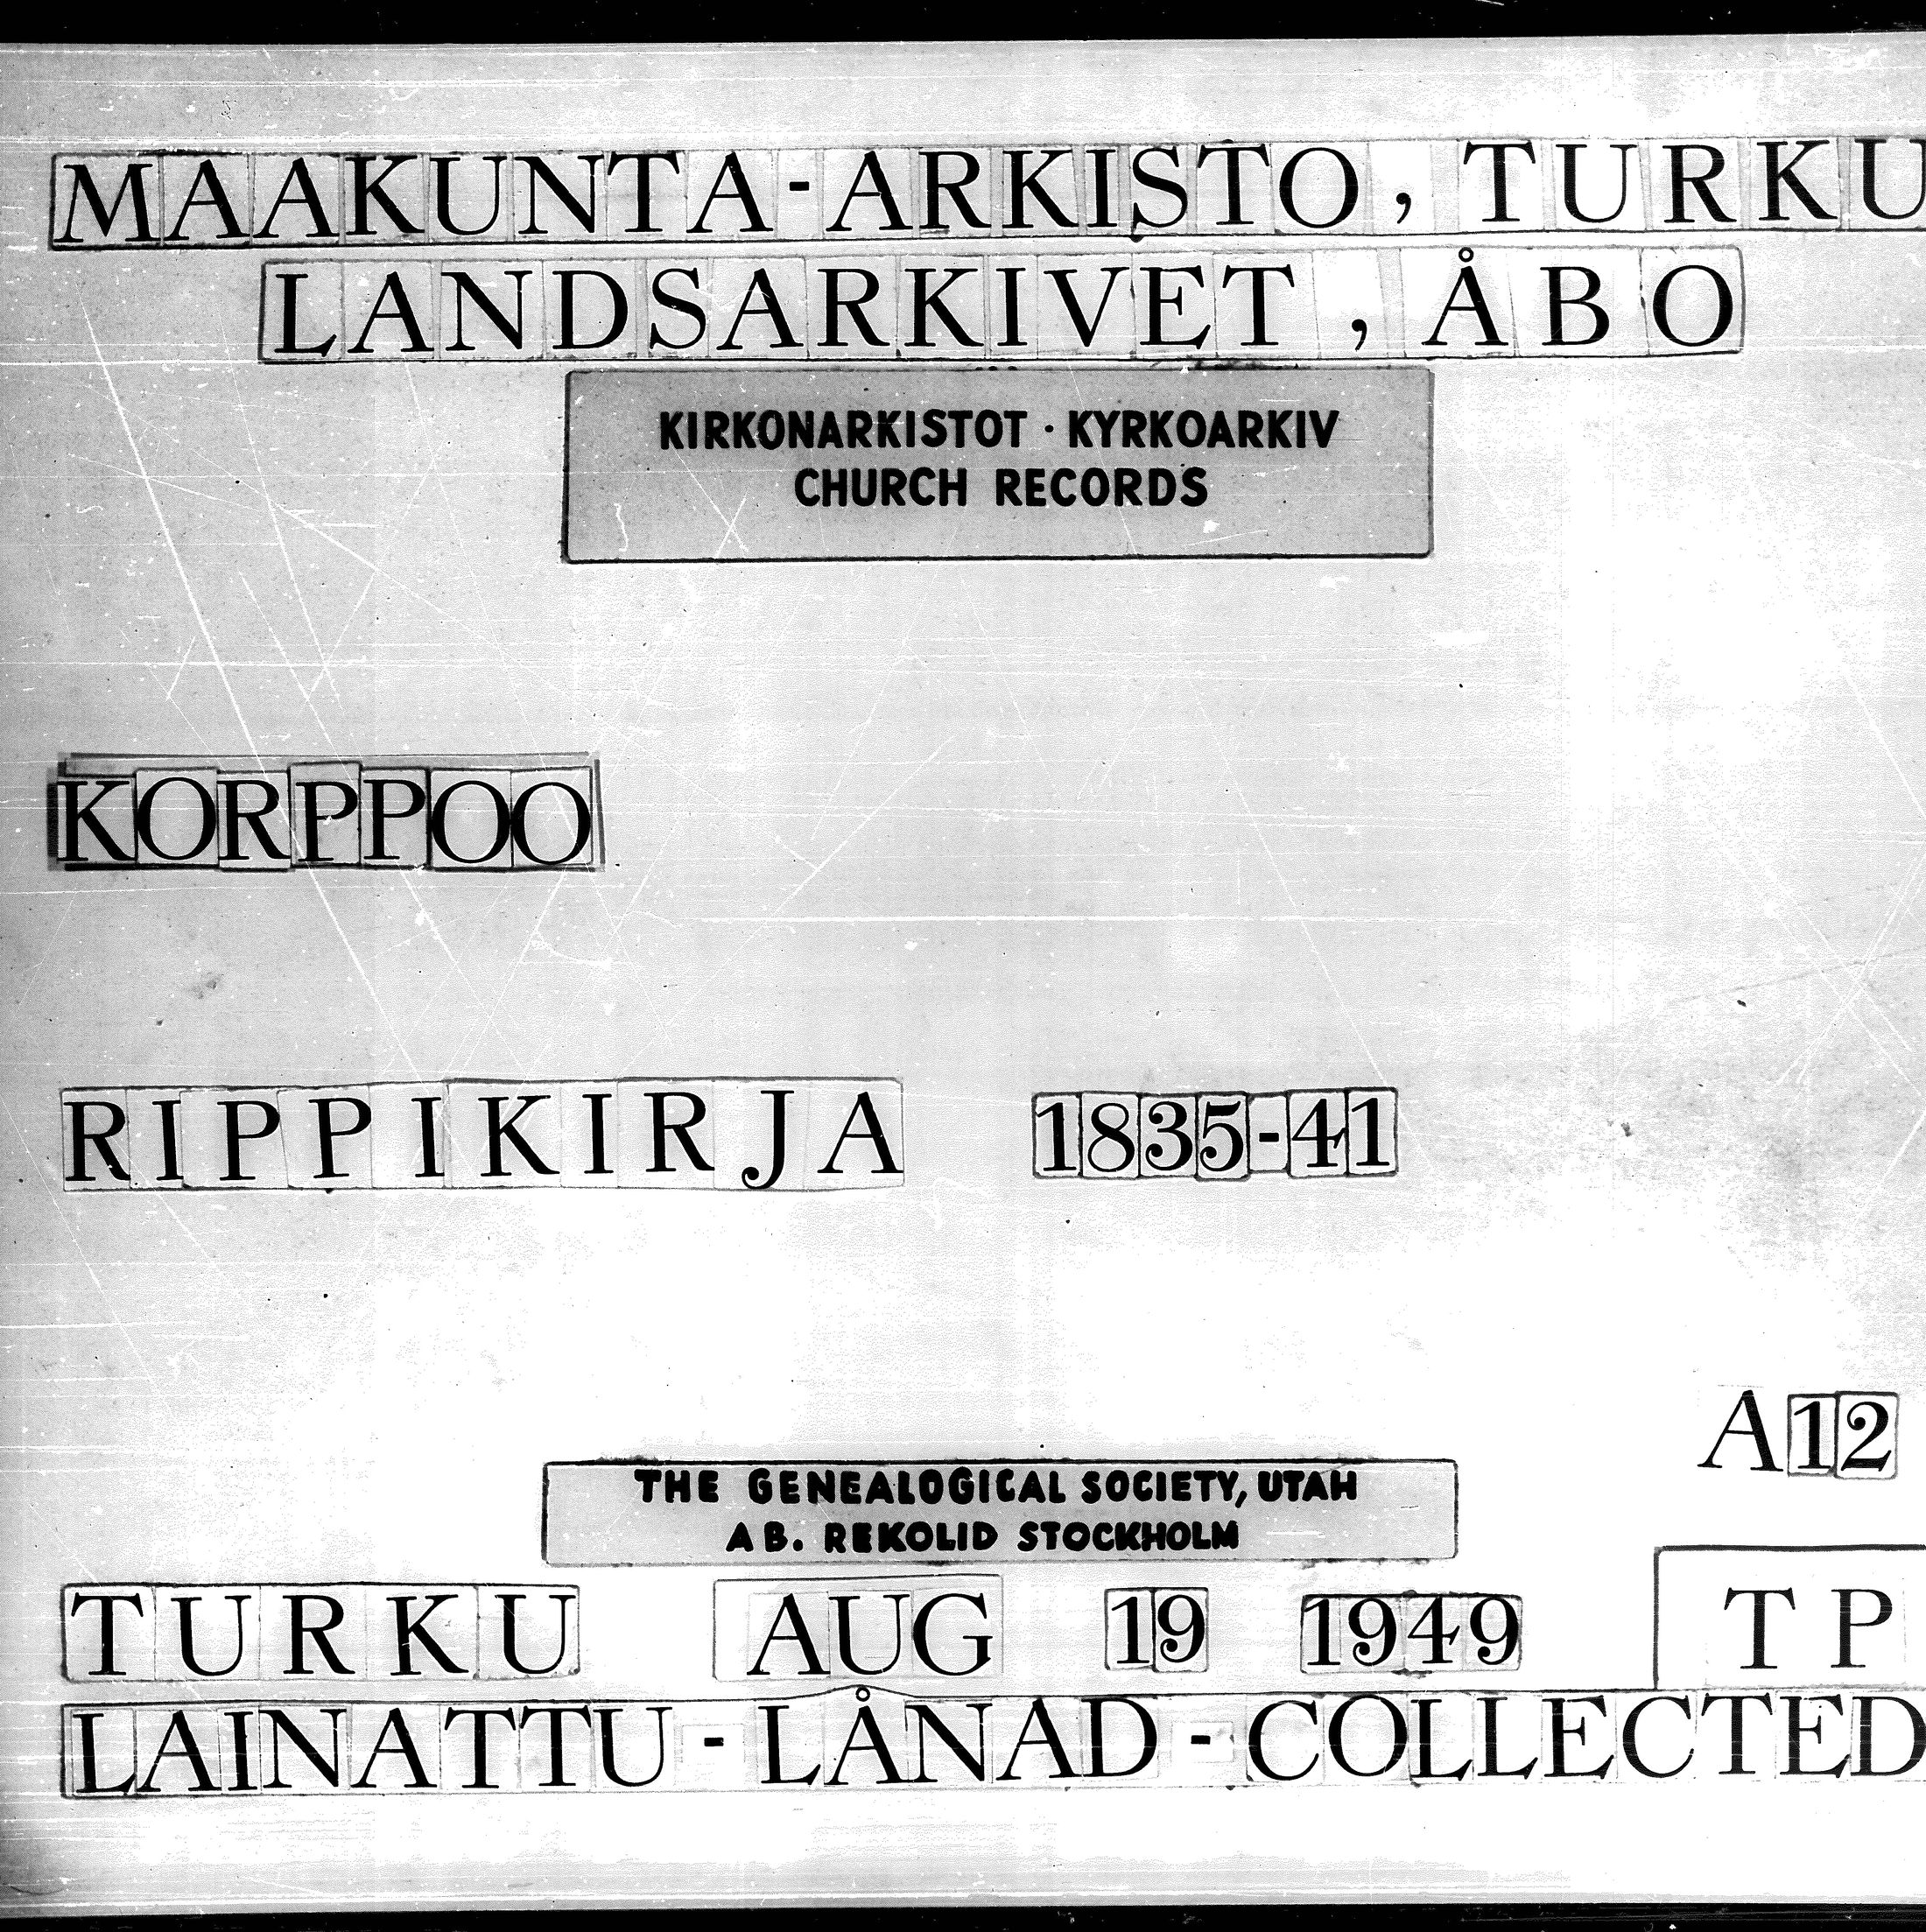 MAAKUNTA-ARKISTO, TURKU
LANDSARKIVET, ÅBO
KIRKONARKISTOT · KYRKOARKIV
CHURCH RECORDS
KORPPOO
RIPPIKIRJA 1835-41
A12
THE GENEALOGICAL SOCIETY, UTAH
AB. REKOLID STOCKHOLM
TURKU AUG 19 1949 TP
LAINATTU-LÅNAD-COLLECTED